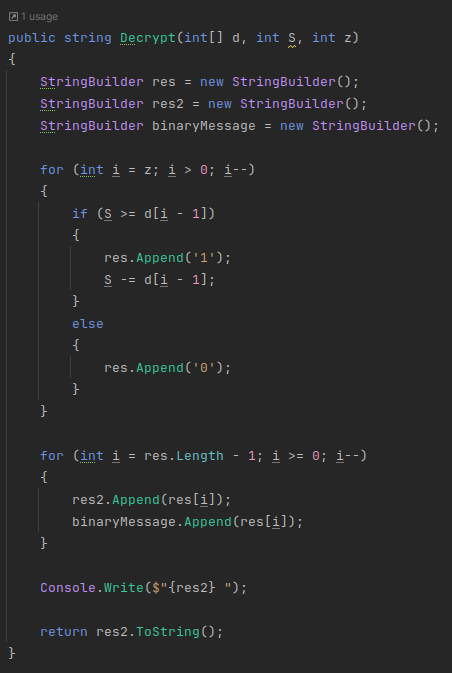 1 usage
public string Decrypt(int[] d, int S, int z)
{
    StringBuilder res = new StringBuilder();
    StringBuilder res2 = new StringBuilder();
    StringBuilder binaryMessage = new StringBuilder();

    for (int i = z; i > 0; i--)
    {
        if (S >= d[i - 1])
        {
            res.Append('1');
            S -= d[i - 1];
        }
        else
        {
            res.Append('0');
        }
    }

    for (int i = res.Length - 1; i >= 0; i--)
    {
        res2.Append(res[i]);
        binaryMessage.Append(res[i]);
    }

    Console.Write($"{res2} ");

    return res2.ToString();
}